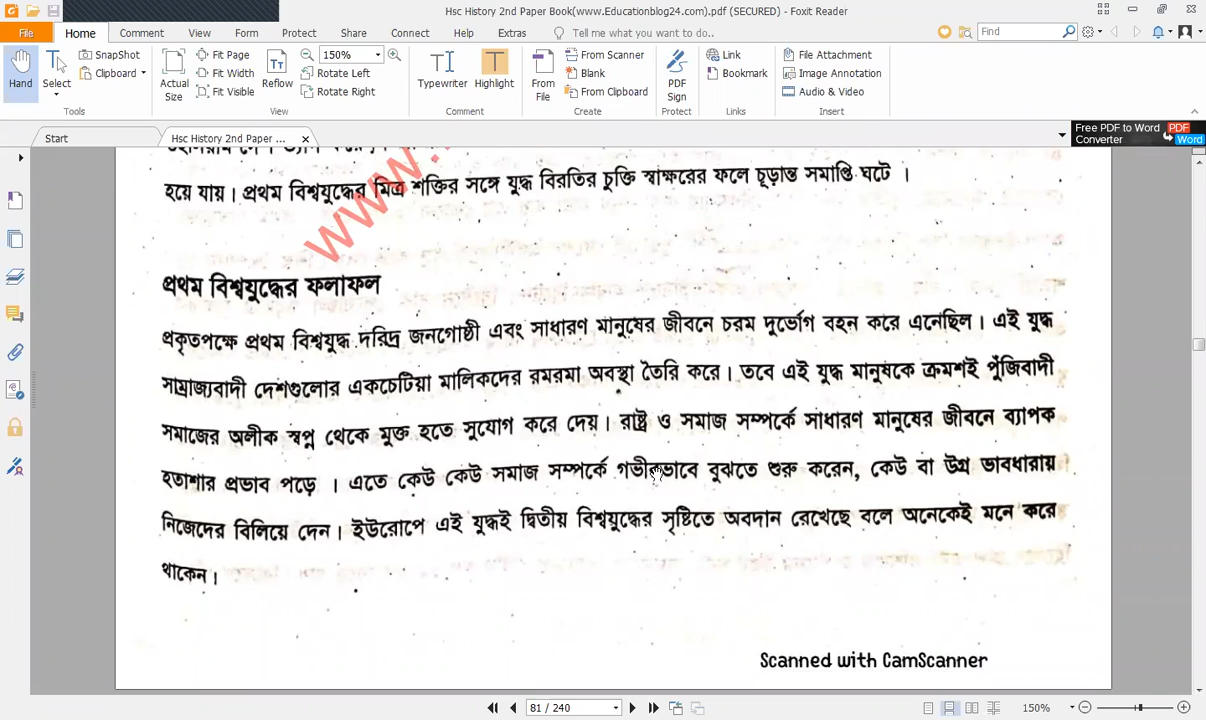 Hsc History 2nd Paper Book(www.Educationblog24.com).pdf (SECURED) - Foxit Reader
File Home Comment View Form Protect Share Connect Help Extras Tell me what you want to do.. Find
Hand
Select
SnapShot
Clipboard
Actual Size
Fit Page
Fit Width
Fit Visible
Reflow
150%
Rotate Left
Rotate Right
Typewriter
Highlight
From File
From Scanner
Blank
From Clipboard
PDF Sign
Link
Bookmark
File Attachment
Image Annotation
Audio & Video
Tools View Comment Create Protect Links Insert
Start Hsc History 2nd Paper ...
Free PDF to Word Converter PDF Word
হয়ে যায়। প্রথম বিশ্বযুদ্ধের মিত্র শক্তির সঙ্গে যুদ্ধ বিরতির চুক্তি স্বাক্ষরের ফলে চূড়ান্ত সমাপ্তি ঘটে ।
www.
প্রথম বিশ্বযুদ্ধের ফলাফল
প্রকৃতপক্ষে প্রথম বিশ্বযুদ্ধ দরিদ্র জনগোষ্ঠী এবং সাধারণ মানুষের জীবনে চরম দুর্ভোগ বহন করে এনেছিল। এই যুদ্ধ
সাম্রাজ্যবাদী দেশগুলোর একচেটিয়া মালিকদের রমরমা অবস্থা তৈরি করে। তবে এই যুদ্ধ মানুষকে ক্রমশই পুঁজিবাদী
সমাজের অলীক স্বপ্ন থেকে মুক্ত হতে সুযোগ করে দেয়। রাষ্ট্র ও সমাজ সম্পর্কে সাধারণ মানুষের জীবনে ব্যাপক
হতাশার প্রভাব পড়ে । এতে কেউ কেউ সমাজ সম্পর্কে গভীরভাবে বুঝতে শুরু করেন, কেউ বা উগ্র ভাবধারায়
নিজেদের বিলিয়ে দেন। ইউরোপে এই যুদ্ধই দ্বিতীয় বিশ্বযুদ্ধের সৃষ্টিতে অবদান রেখেছে বলে অনেকেই মনে করে
থাকেন।
Scanned with CamScanner
81 / 240
150%